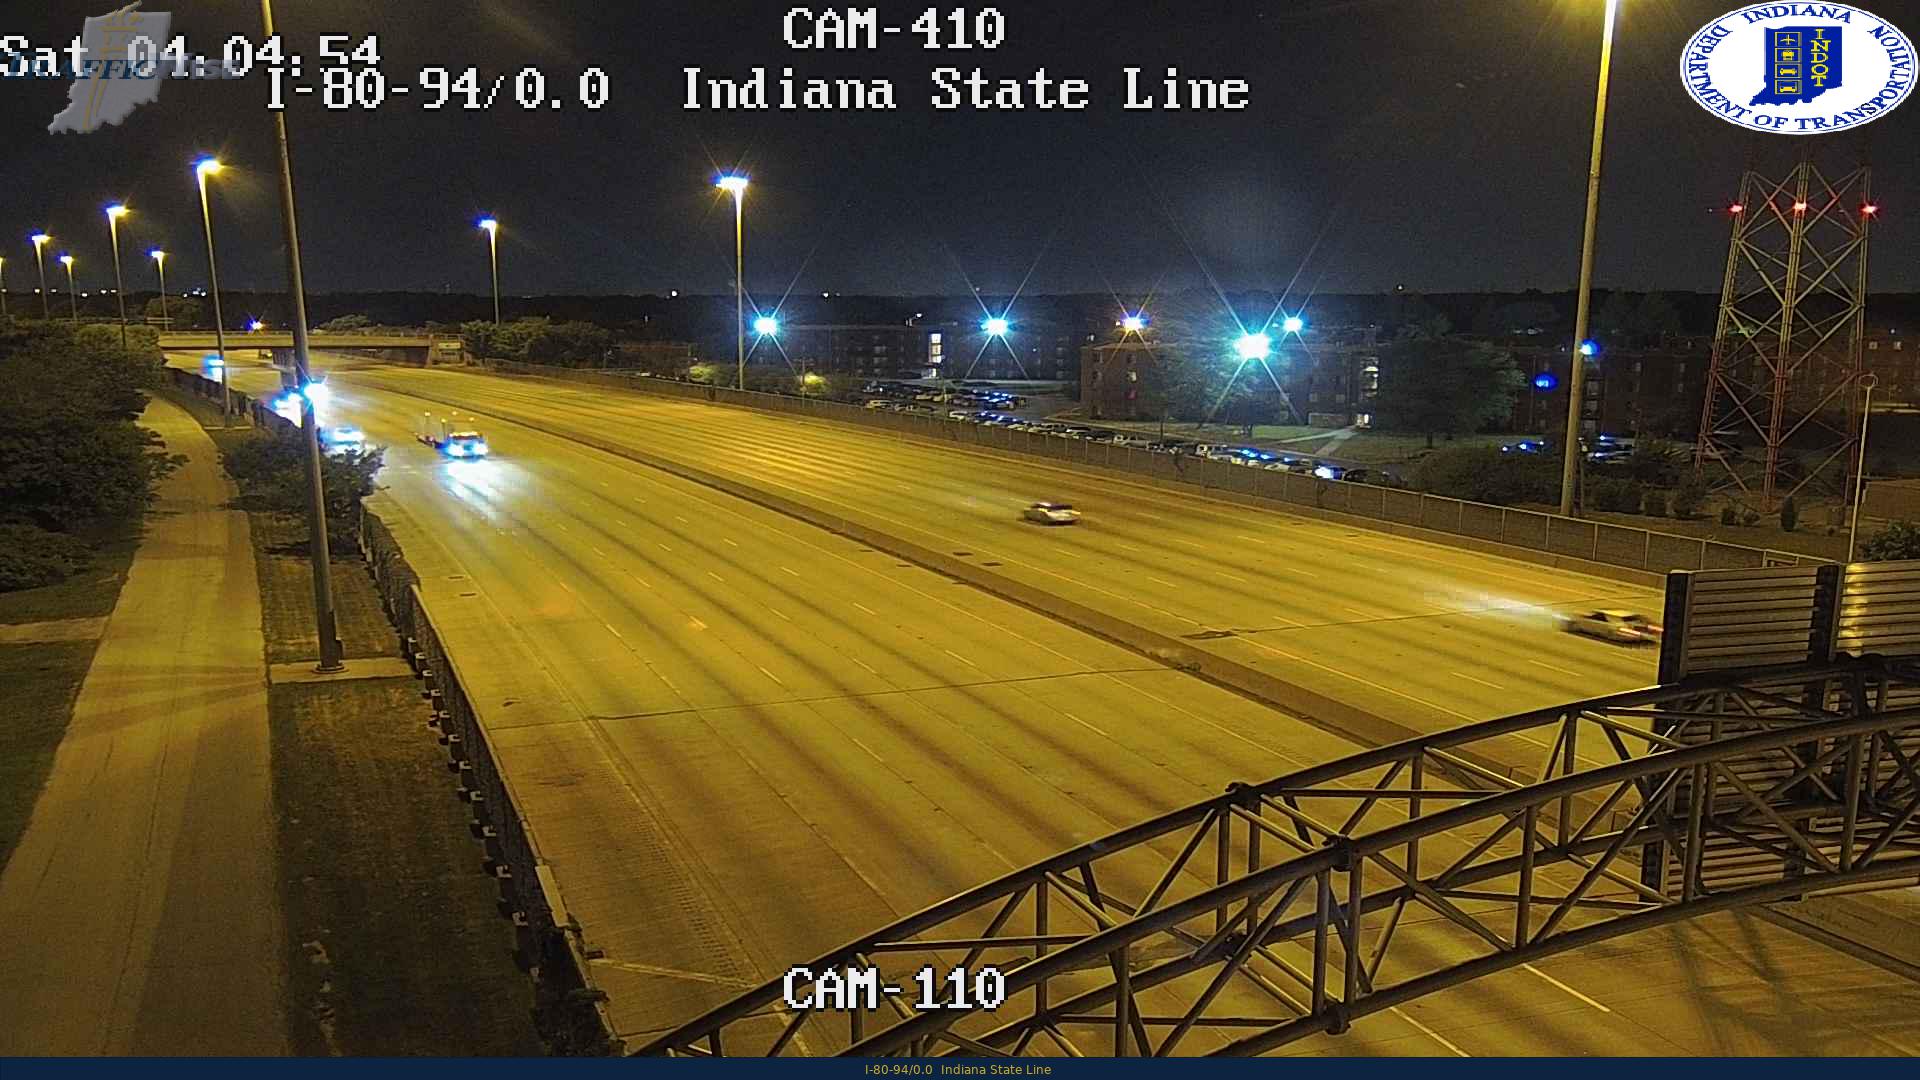 CAM-410
Sat 04:04:54
TRAFFICWISE
I-80-94/0.0 Indiana State Line
INDIANA
DEPARTMENT OF TRANSPORTATION
INDOT
CAM-110
I-80-94/0.0 Indiana State Line